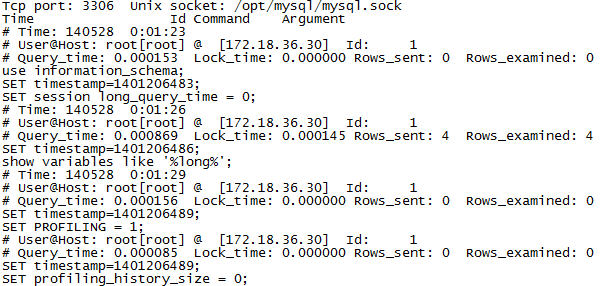 Tcp port: 3306  Unix socket: /opt/mysql/mysql.sock
Time                 Id Command    Argument
# Time: 140528  0:01:23
# User@Host: root[root] @  [172.18.36.30]  Id:     1
# Query_time: 0.000153  Lock_time: 0.000000 Rows_sent: 0  Rows_examined: 0
use information_schema;
SET timestamp=1401206483;
SET session long_query_time = 0;
# Time: 140528  0:01:26
# User@Host: root[root] @  [172.18.36.30]  Id:     1
# Query_time: 0.000869  Lock_time: 0.000145 Rows_sent: 4  Rows_examined: 4
SET timestamp=1401206486;
show variables like '%long%';
# Time: 140528  0:01:29
# User@Host: root[root] @  [172.18.36.30]  Id:     1
# Query_time: 0.000156  Lock_time: 0.000000 Rows_sent: 0  Rows_examined: 0
SET timestamp=1401206489;
SET PROFILING = 1;
# User@Host: root[root] @  [172.18.36.30]  Id:     1
# Query_time: 0.000085  Lock_time: 0.000000 Rows_sent: 0  Rows_examined: 0
SET timestamp=1401206489;
SET profiling_history_size = 0;